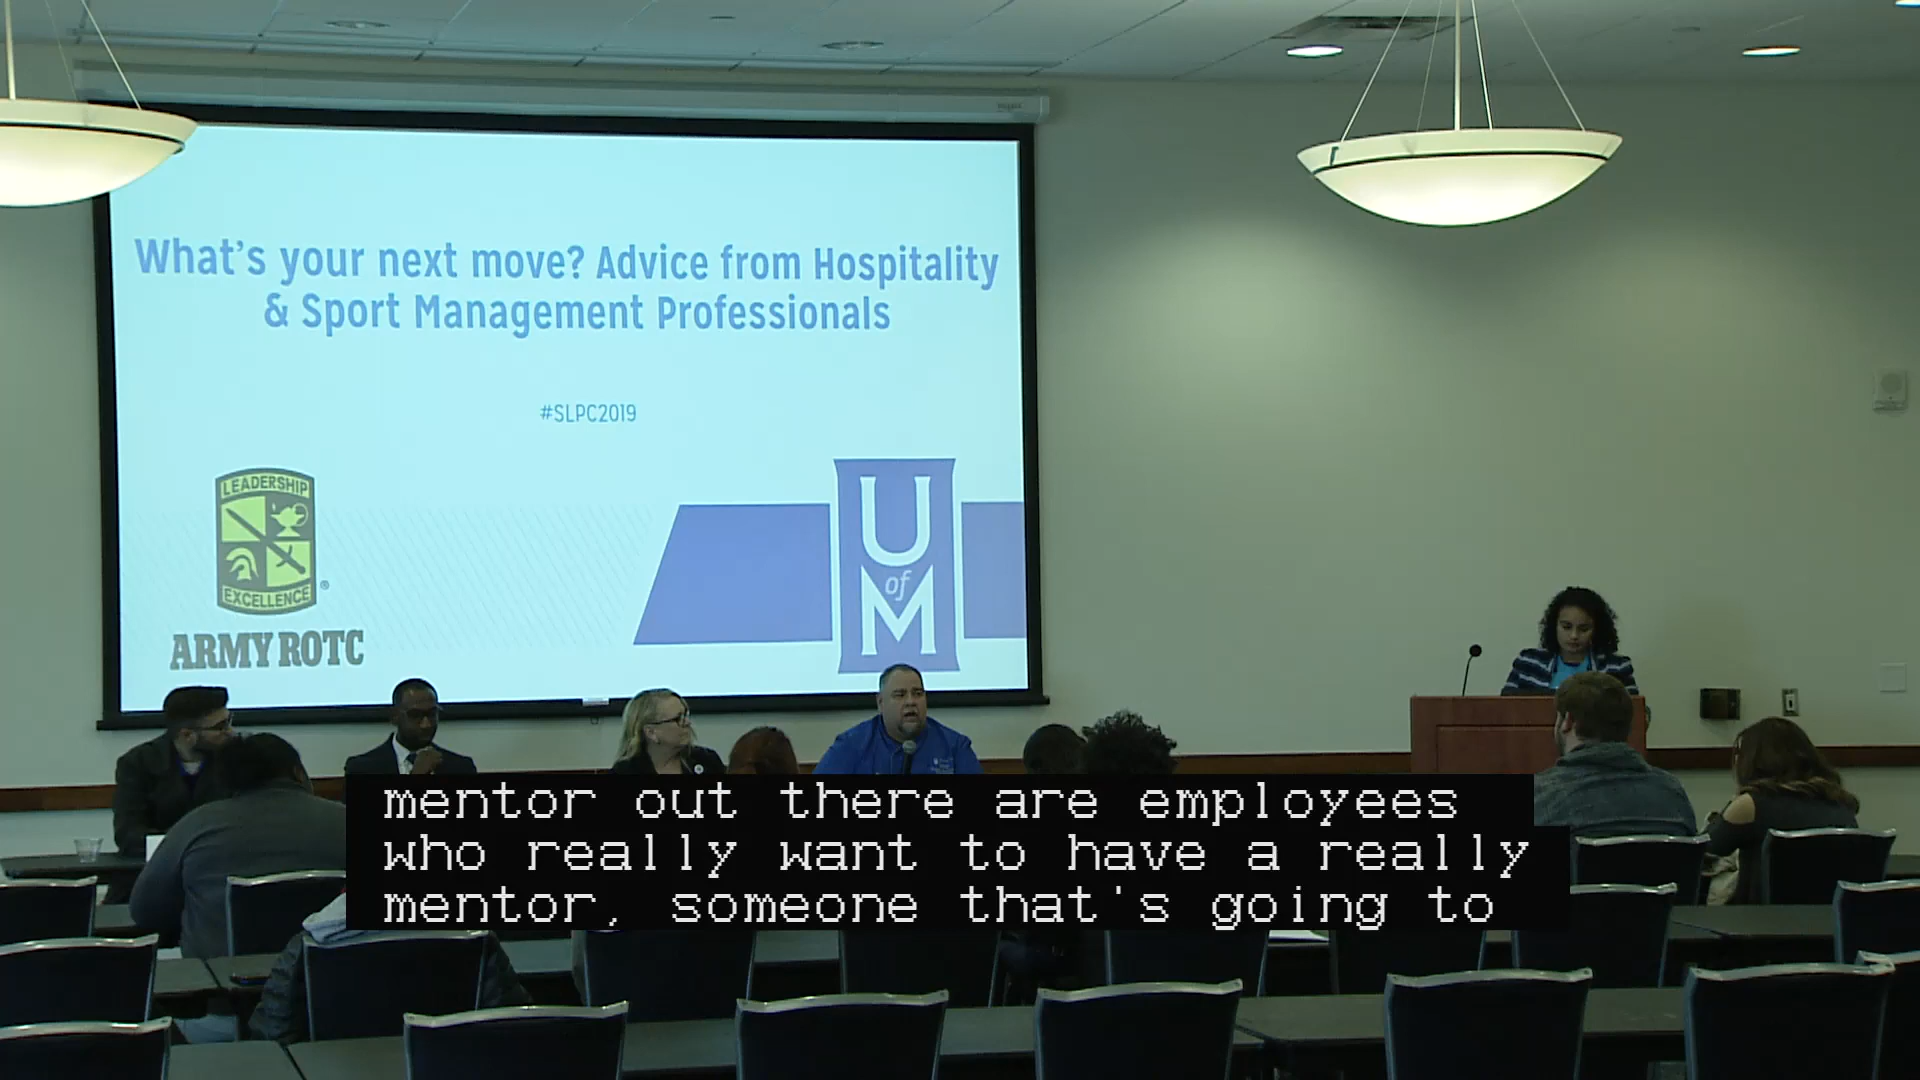 What's your next move? Advice from Hospitality
& Sport Management Professionals
#SLPC2019
LEADERSHIP
EXCELLENCE
®
ARMY ROTC
U
of
M
mentor out there are employees
who really want to have a really
mentor, someone that's going to